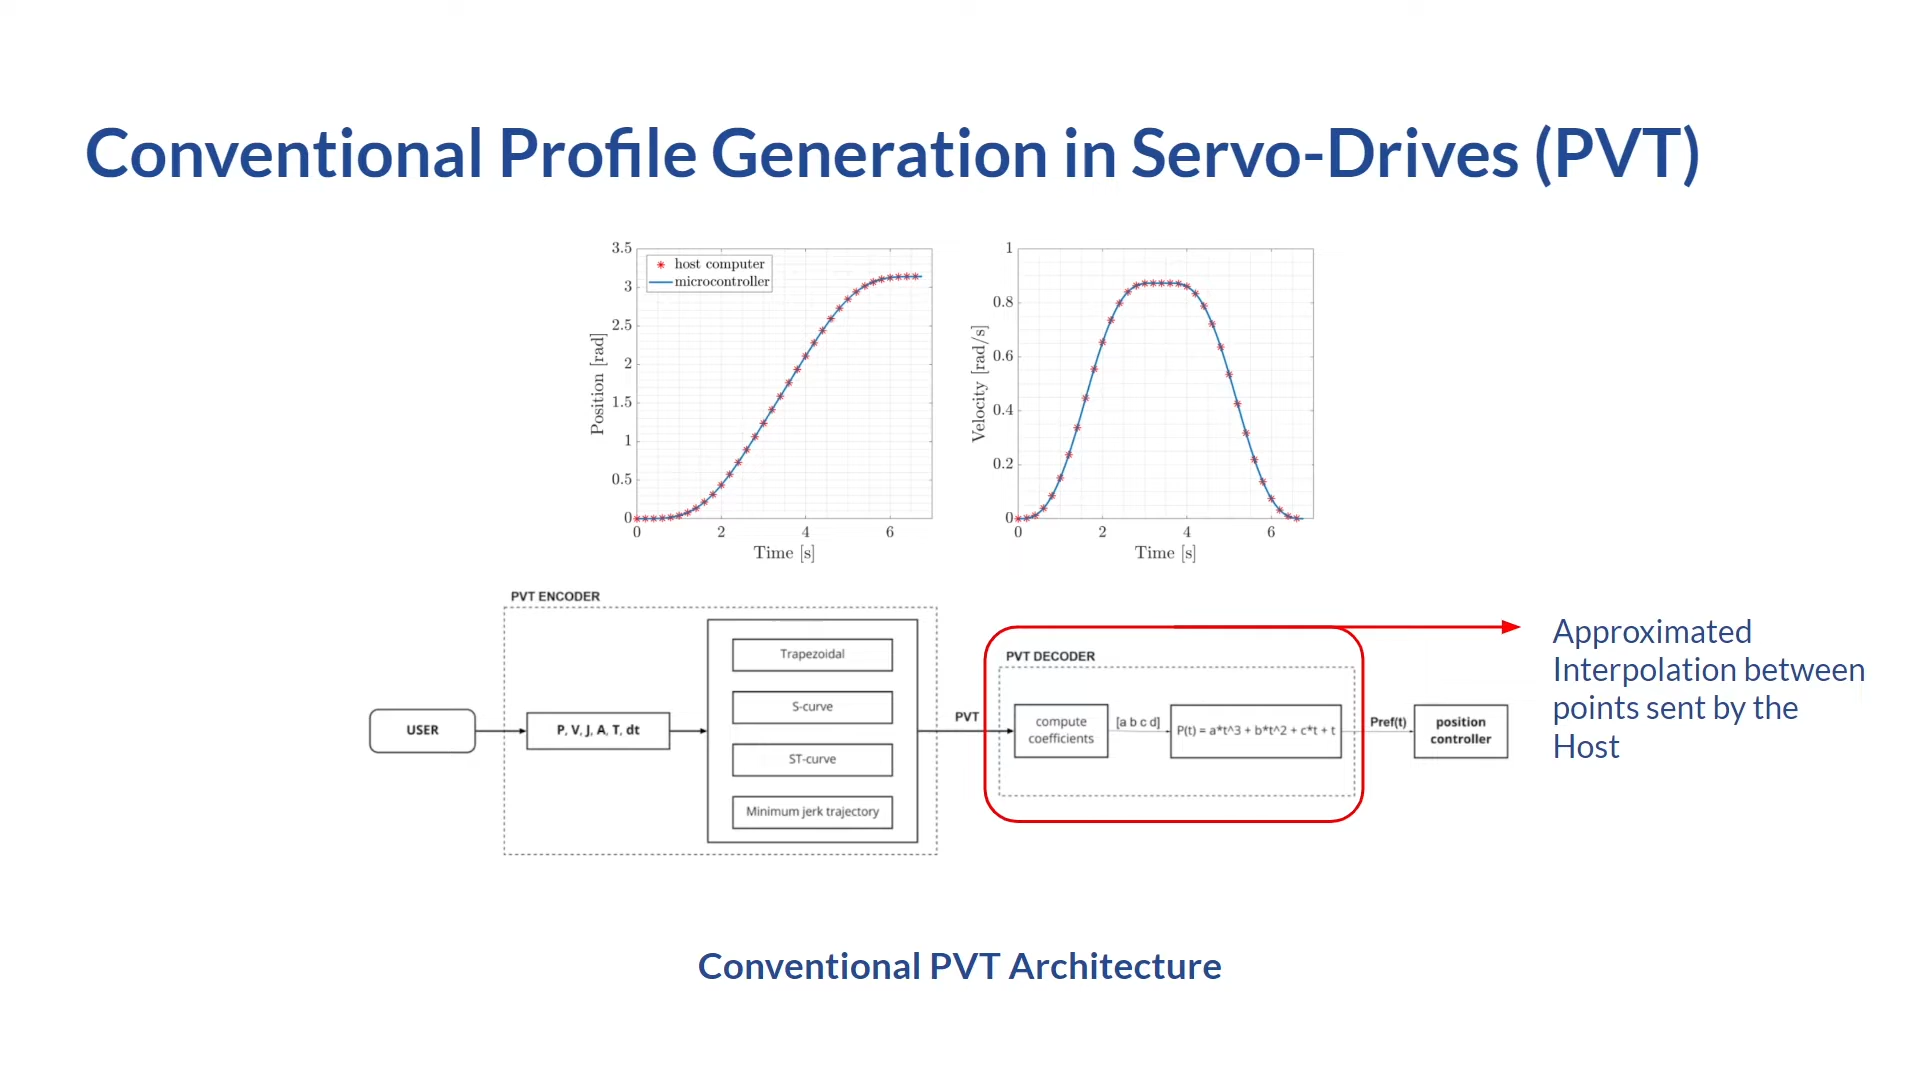 Conventional Profile Generation in Servo-Drives (PVT)
3.5
3
2.5
2
1.5
1
0.5
0
0
2
4
6
Position [rad]
Time [s]
host computer
microcontroller
1
0.8
0.6
0.4
0.2
0
0
2
4
6
Velocity [rad/s]
Time [s]
PVT ENCODER
USER
P, V, J, A, T, dt
Trapezoidal
S-curve
ST-curve
Minimum jerk trajectory
PVT
PVT DECODER
compute
coefficients
[a b c d]
P(t) = a*t^3 + b*t^2 + c*t + t
Pref(t)
position
controller
Approximated
Interpolation between
points sent by the
Host
Conventional PVT Architecture